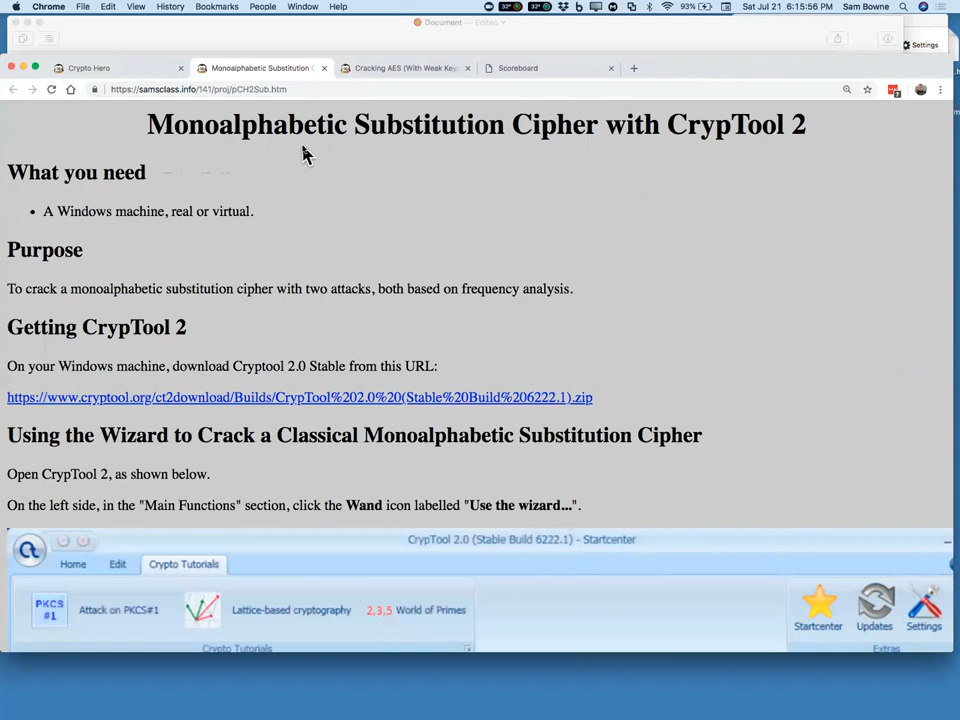 Chrome File Edit View History Bookmarks People Window Help 32° 32° 93% Sat Jul 21 6:15:56 PM Sam Bowne
Document — Edited
Settings
Crypto Hero
Monoalphabetic Substitution C
Cracking AES (With Weak Keys
Scoreboard
https://samsclass.info/141/proj/pCH2Sub.htm
Monoalphabetic Substitution Cipher with CrypTool 2
What you need
• A Windows machine, real or virtual.
Purpose
To crack a monoalphabetic substitution cipher with two attacks, both based on frequency analysis.
Getting CrypTool 2
On your Windows machine, download Cryptool 2.0 Stable from this URL:
https://www.cryptool.org/ct2download/Builds/CrypTool%202.0%20(Stable%20Build%206222.1).zip
Using the Wizard to Crack a Classical Monoalphabetic Substitution Cipher
Open CrypTool 2, as shown below.
On the left side, in the "Main Functions" section, click the Wand icon labelled "Use the wizard...".
CrypTool 2.0 (Stable Build 6222.1) - Startcenter
Home Edit Crypto Tutorials
PKCS #1 Attack on PKCS#1 Lattice-based cryptography 2,3,5 World of Primes
Startcenter Updates Settings
Crypto Tutorials Extras